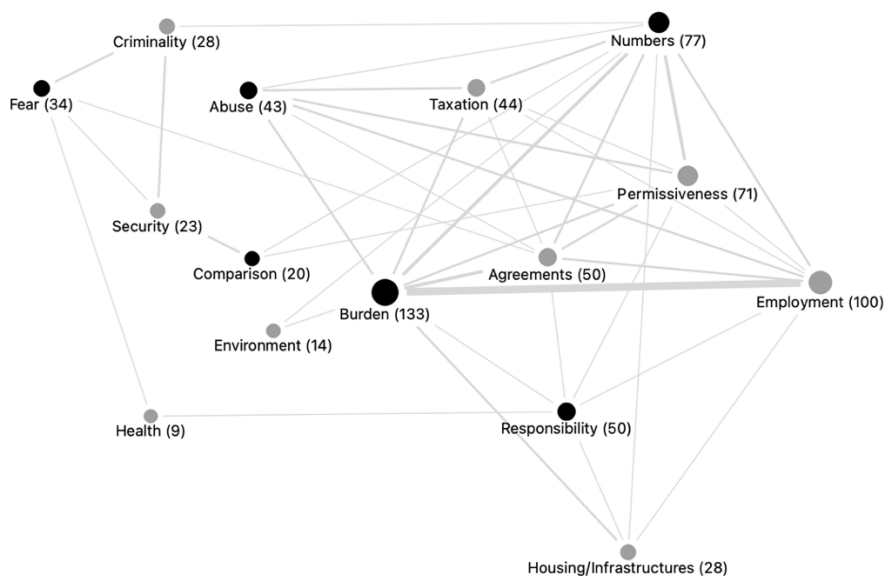 Criminality (28)
Numbers (77)
Fear (34)
Abuse (43)
Taxation (44)
Permissiveness (71)
Security (23)
Comparison (20)
Agreements (50)
Burden (133)
Employment (100)
Environment (14)
Health (9)
Responsibility (50)
Housing/Infrastructures (28)